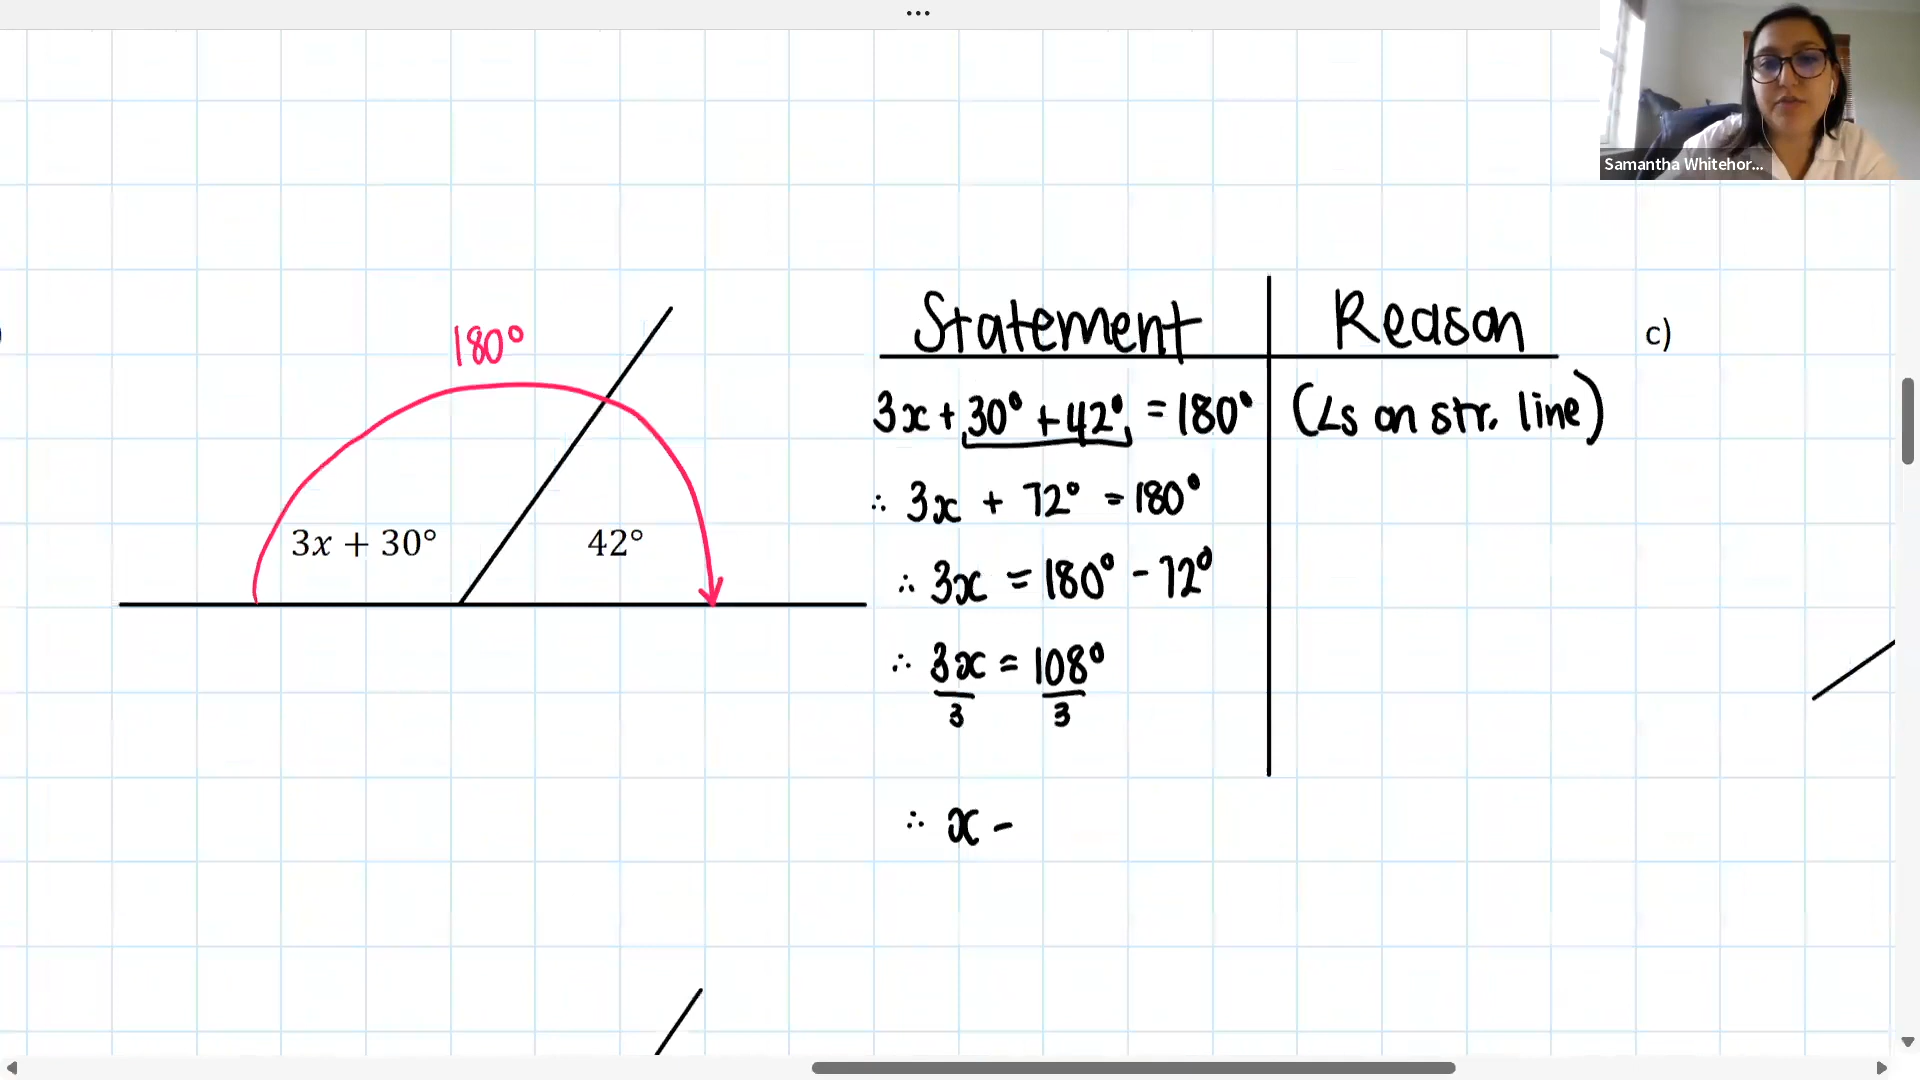 ...
Samantha Whitehor...
180°
3x + 30°
42°
Statement
Reason
c)
3x + 30° + 42° = 180°
(∠s on str. line)
∴ 3x + 72° = 180°
∴ 3x = 180° - 72°
∴ 3x = 108°
3 3
∴ x -